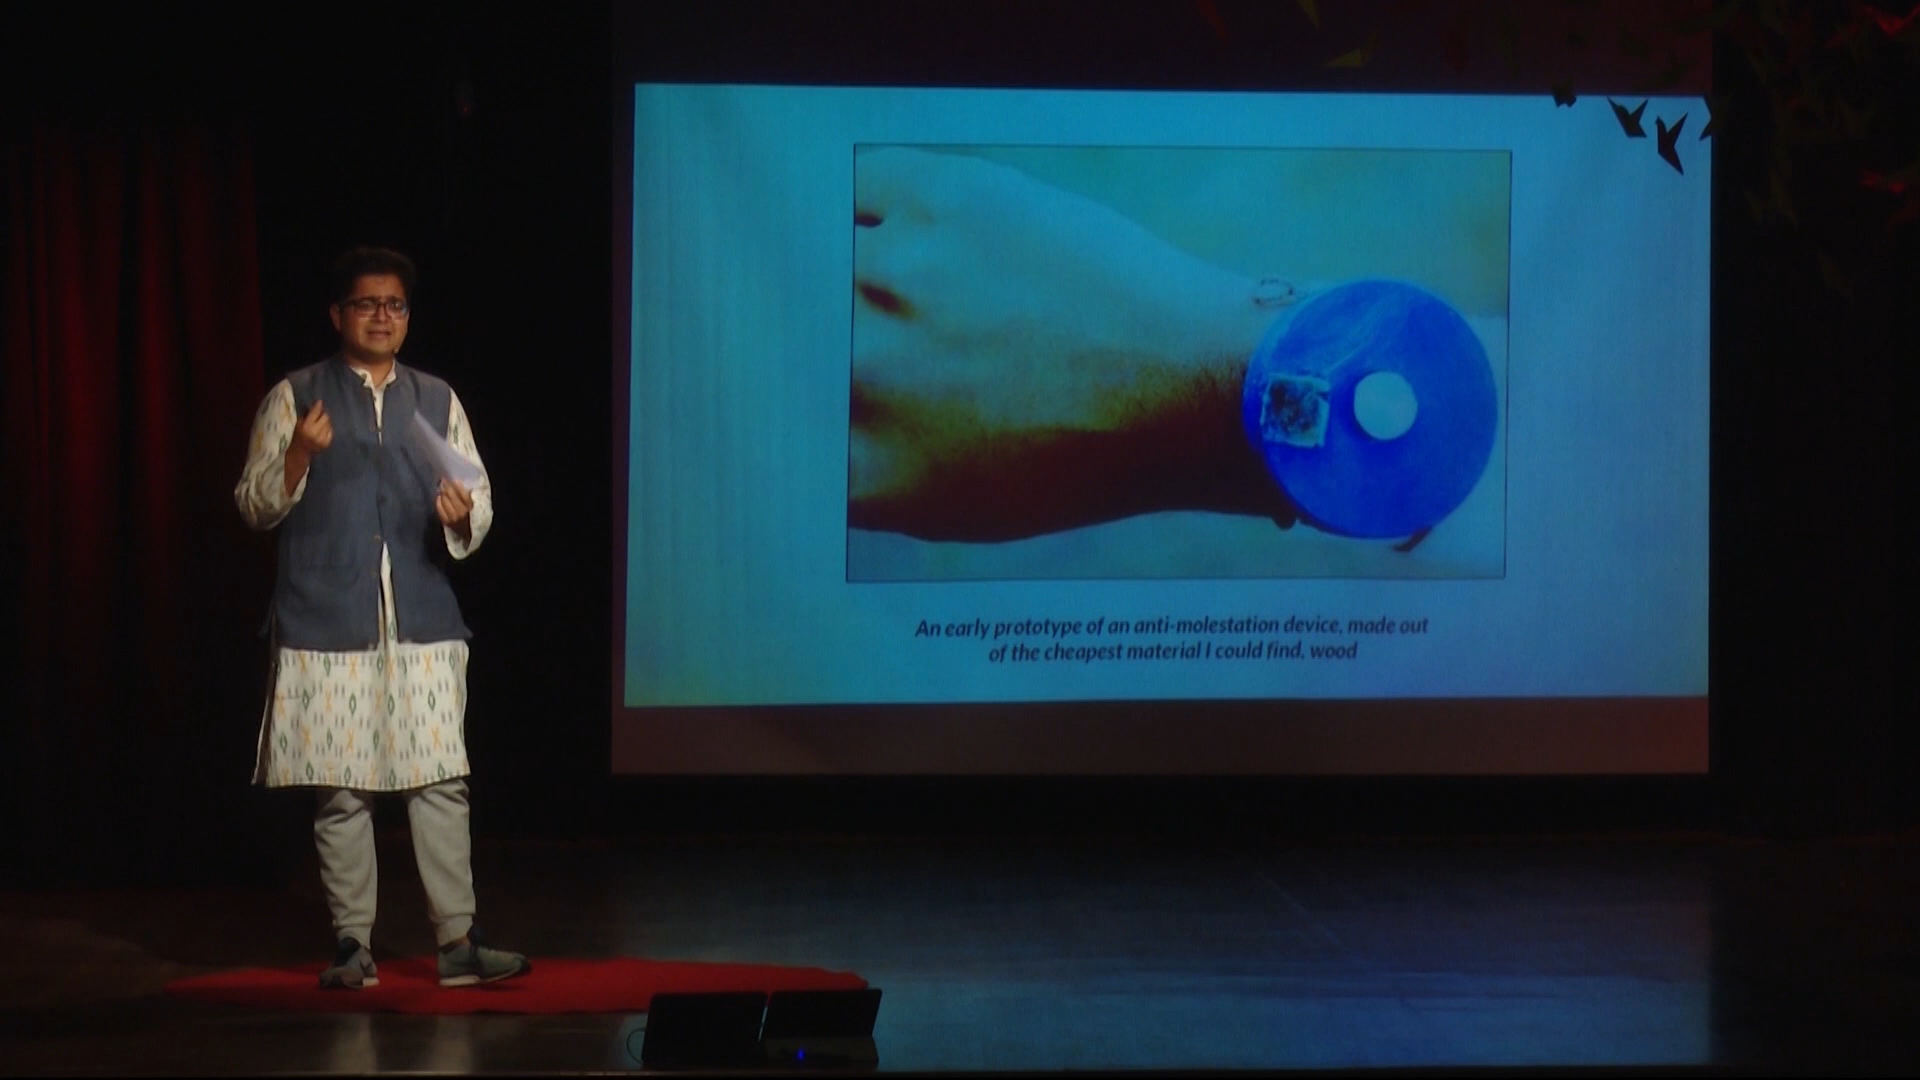 An early prototype of an anti-molestation device, made out
of the cheapest material I could find, wood